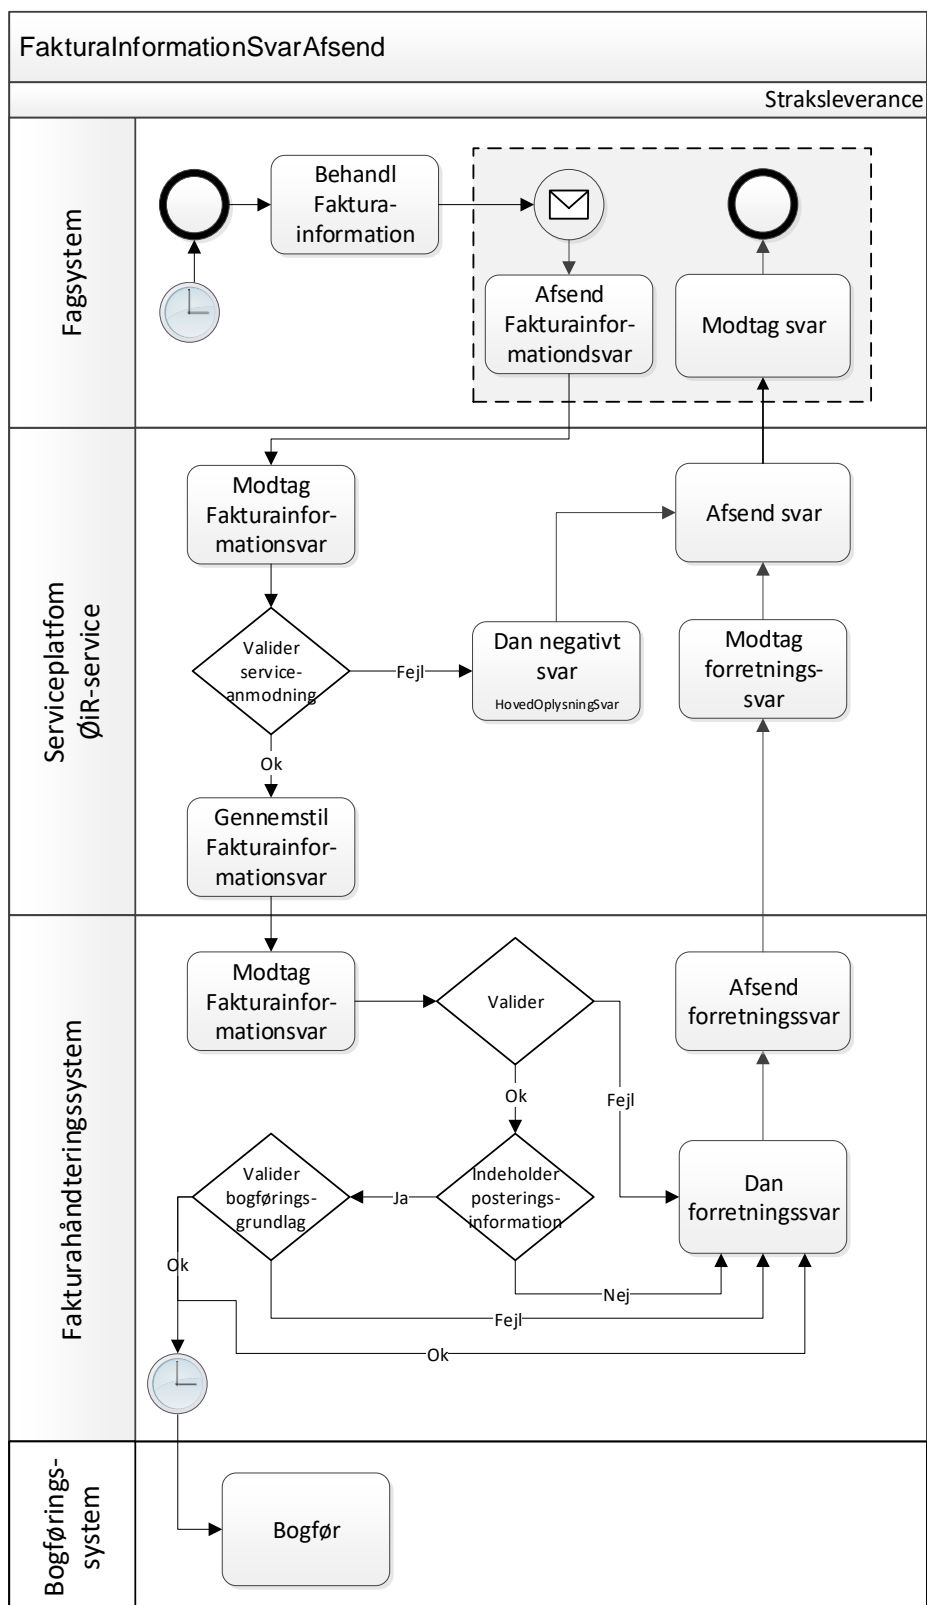 FakturaInformationSvarAfsend
Straksleverance
Fagsystem
Behandl
Faktura-
information
Afsend
Fakturainfor-
mationdsvar
Modtag svar
Serviceplatfom
ØiR-service
Modtag
Fakturainfor-
mationsvar
Afsend svar
Valider
service-
anmodning
Fejl
Dan negativt
svar
HovedOplysningSvar
Modtag
forretnings-
svar
Ok
Gennemstil
Fakturainfor-
mationsvar
Fakturahåndteringssystem
Modtag
Fakturainfor-
mationsvar
Valider
Afsend
forretningssvar
Ok
Fejl
Valider
bogførings-
grundlag
Ja
Indeholder
posterings-
information
Dan
forretningssvar
Ok
Nej
Fejl
Ok
Bogførings-
system
Bogfør